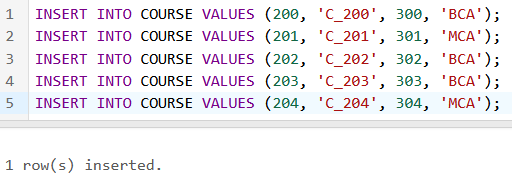 1 INSERT INTO COURSE VALUES (200, 'C_200', 300, 'BCA');
2 INSERT INTO COURSE VALUES (201, 'C_201', 301, 'MCA');
3 INSERT INTO COURSE VALUES (202, 'C_202', 302, 'BCA');
4 INSERT INTO COURSE VALUES (203, 'C_203', 303, 'BCA');
5 INSERT INTO COURSE VALUES (204, 'C_204', 304, 'MCA');
1 row(s) inserted.